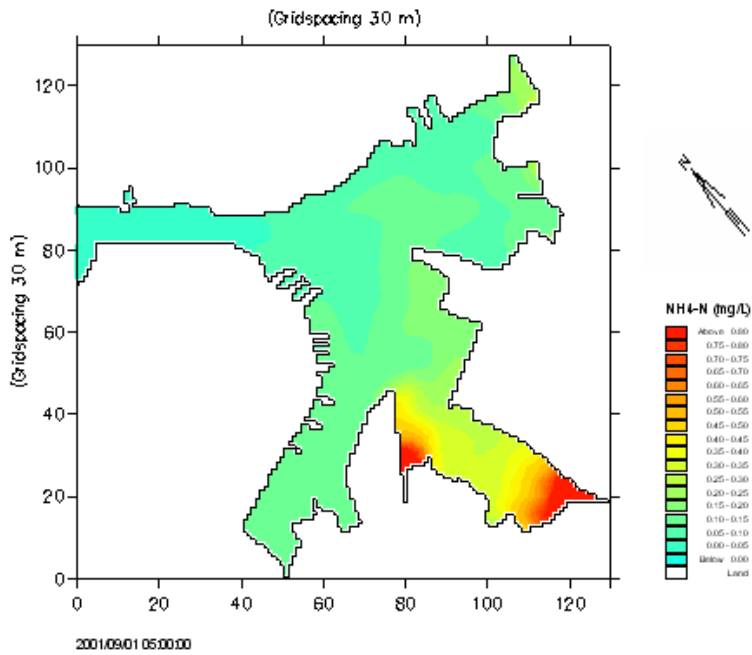 (Gridspacing 30 m)
(Gridspacing 30 m)
120
100
80
60
40
20
0
0 20 40 60 80 100 120
N
NH4-N (mg/L)
Above 0.80
0.75 - 0.80
0.70 - 0.75
0.65 - 0.70
0.60 - 0.65
0.55 - 0.60
0.50 - 0.55
0.45 - 0.50
0.40 - 0.45
0.35 - 0.40
0.30 - 0.35
0.25 - 0.30
0.20 - 0.25
0.15 - 0.20
0.10 - 0.15
0.05 - 0.10
0.00 - 0.05
Below 0.00
Land
2001/09/01 05:00:00